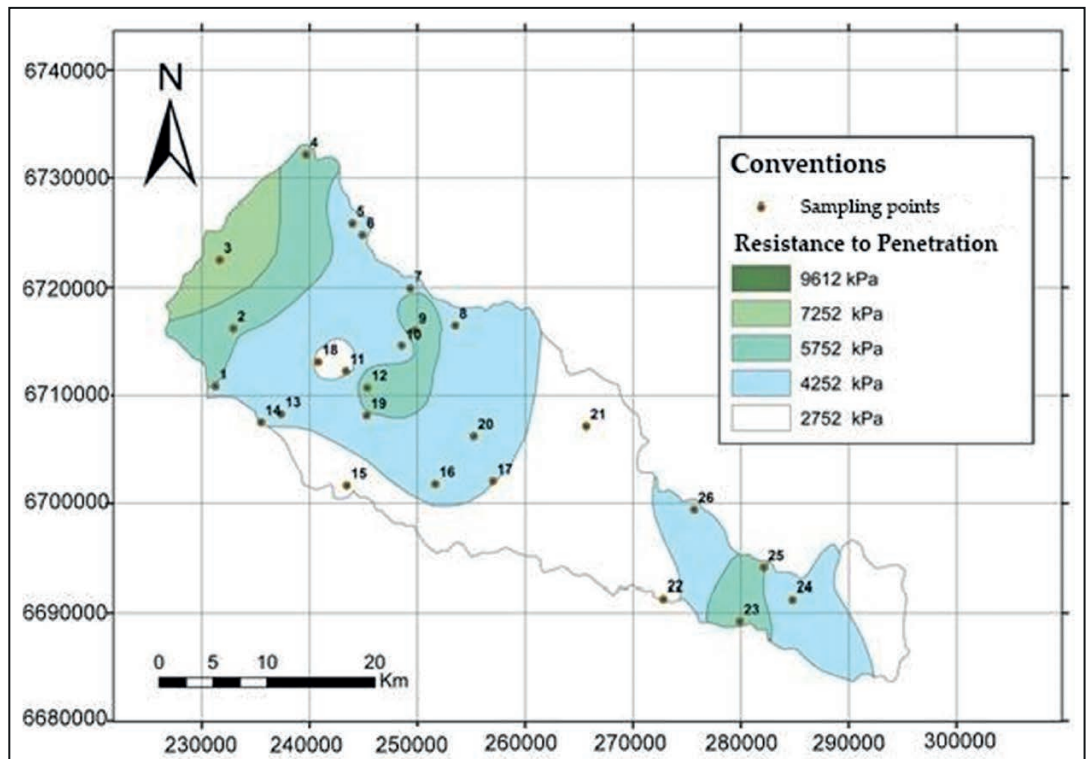 6740000
N
4
6730000
5
6
3
7
6720000
2
9
8
10
18
11
12
1
6710000
13
19
14
20
21
15
16
17
6700000
26
25
22
24
23
6690000
0 5 10 20
Km
6680000
230000 240000 250000 260000 270000 280000 290000 300000
Conventions
Sampling points
Resistance to Penetration
9612 kPa
7252 kPa
5752 kPa
4252 kPa
2752 kPa